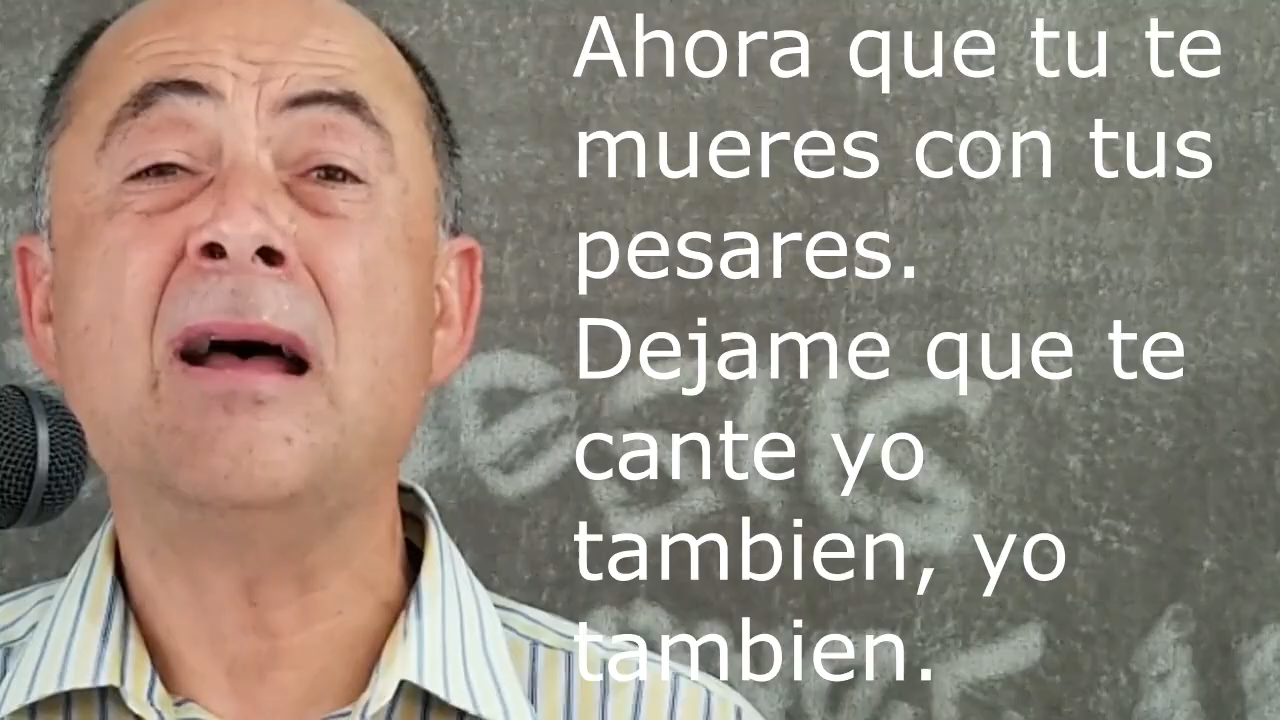 Ahora que tu te
mueres con tus
pesares.
Dejame que te
cante yo
tambien, yo
tambien.